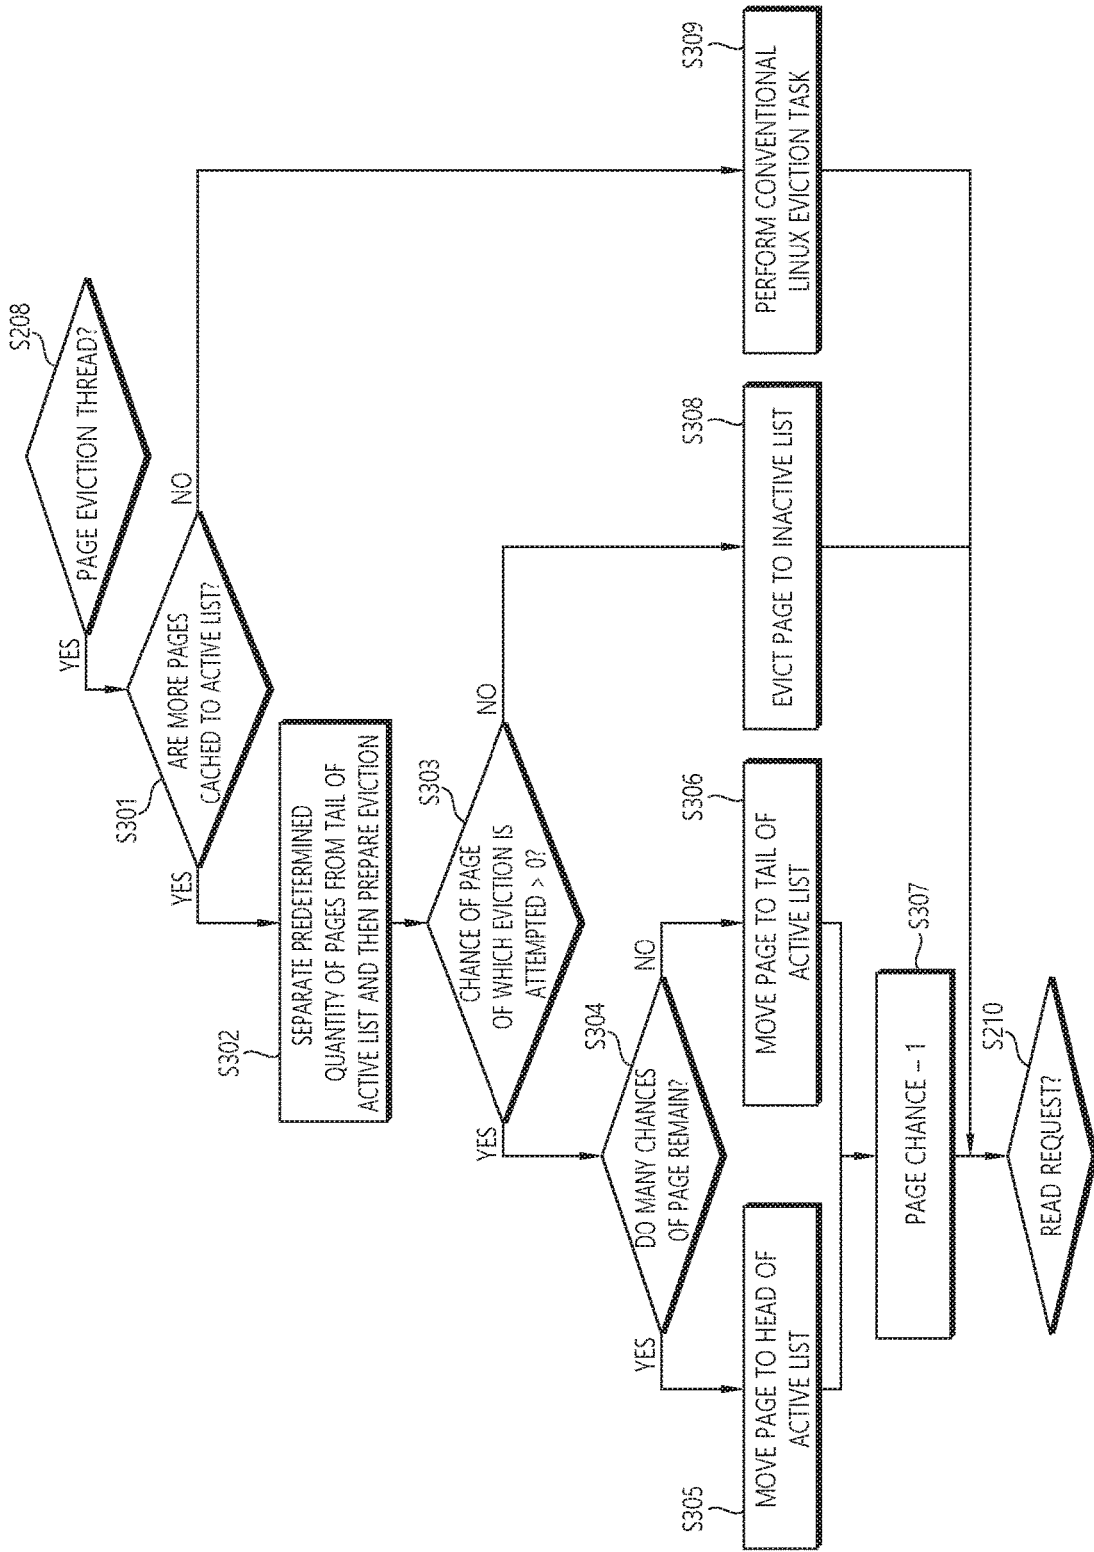 S208
PAGE EVICTION THREAD?
YES
S301
ARE MORE PAGES
CACHED TO ACTIVE LIST?
YES
NO
S302
SEPARATE PREDETERMINED
QUANTITY OF PAGES FROM TAIL OF
ACTIVE LIST AND THEN PREPARE EVICTION
S303
CHANCE OF PAGE
OF WHICH EVICTION IS
ATTEMPTED > 0?
YES
NO
S304
DO MANY CHANCES
OF PAGE REMAIN?
YES
NO
S305
MOVE PAGE TO HEAD OF
ACTIVE LIST
S306
MOVE PAGE TO TAIL OF
ACTIVE LIST
S308
EVICT PAGE TO INACTIVE LIST
S309
PERFORM CONVENTIONAL
LINUX EVICTION TASK
S307
PAGE CHANCE – 1
S210
READ REQUEST?